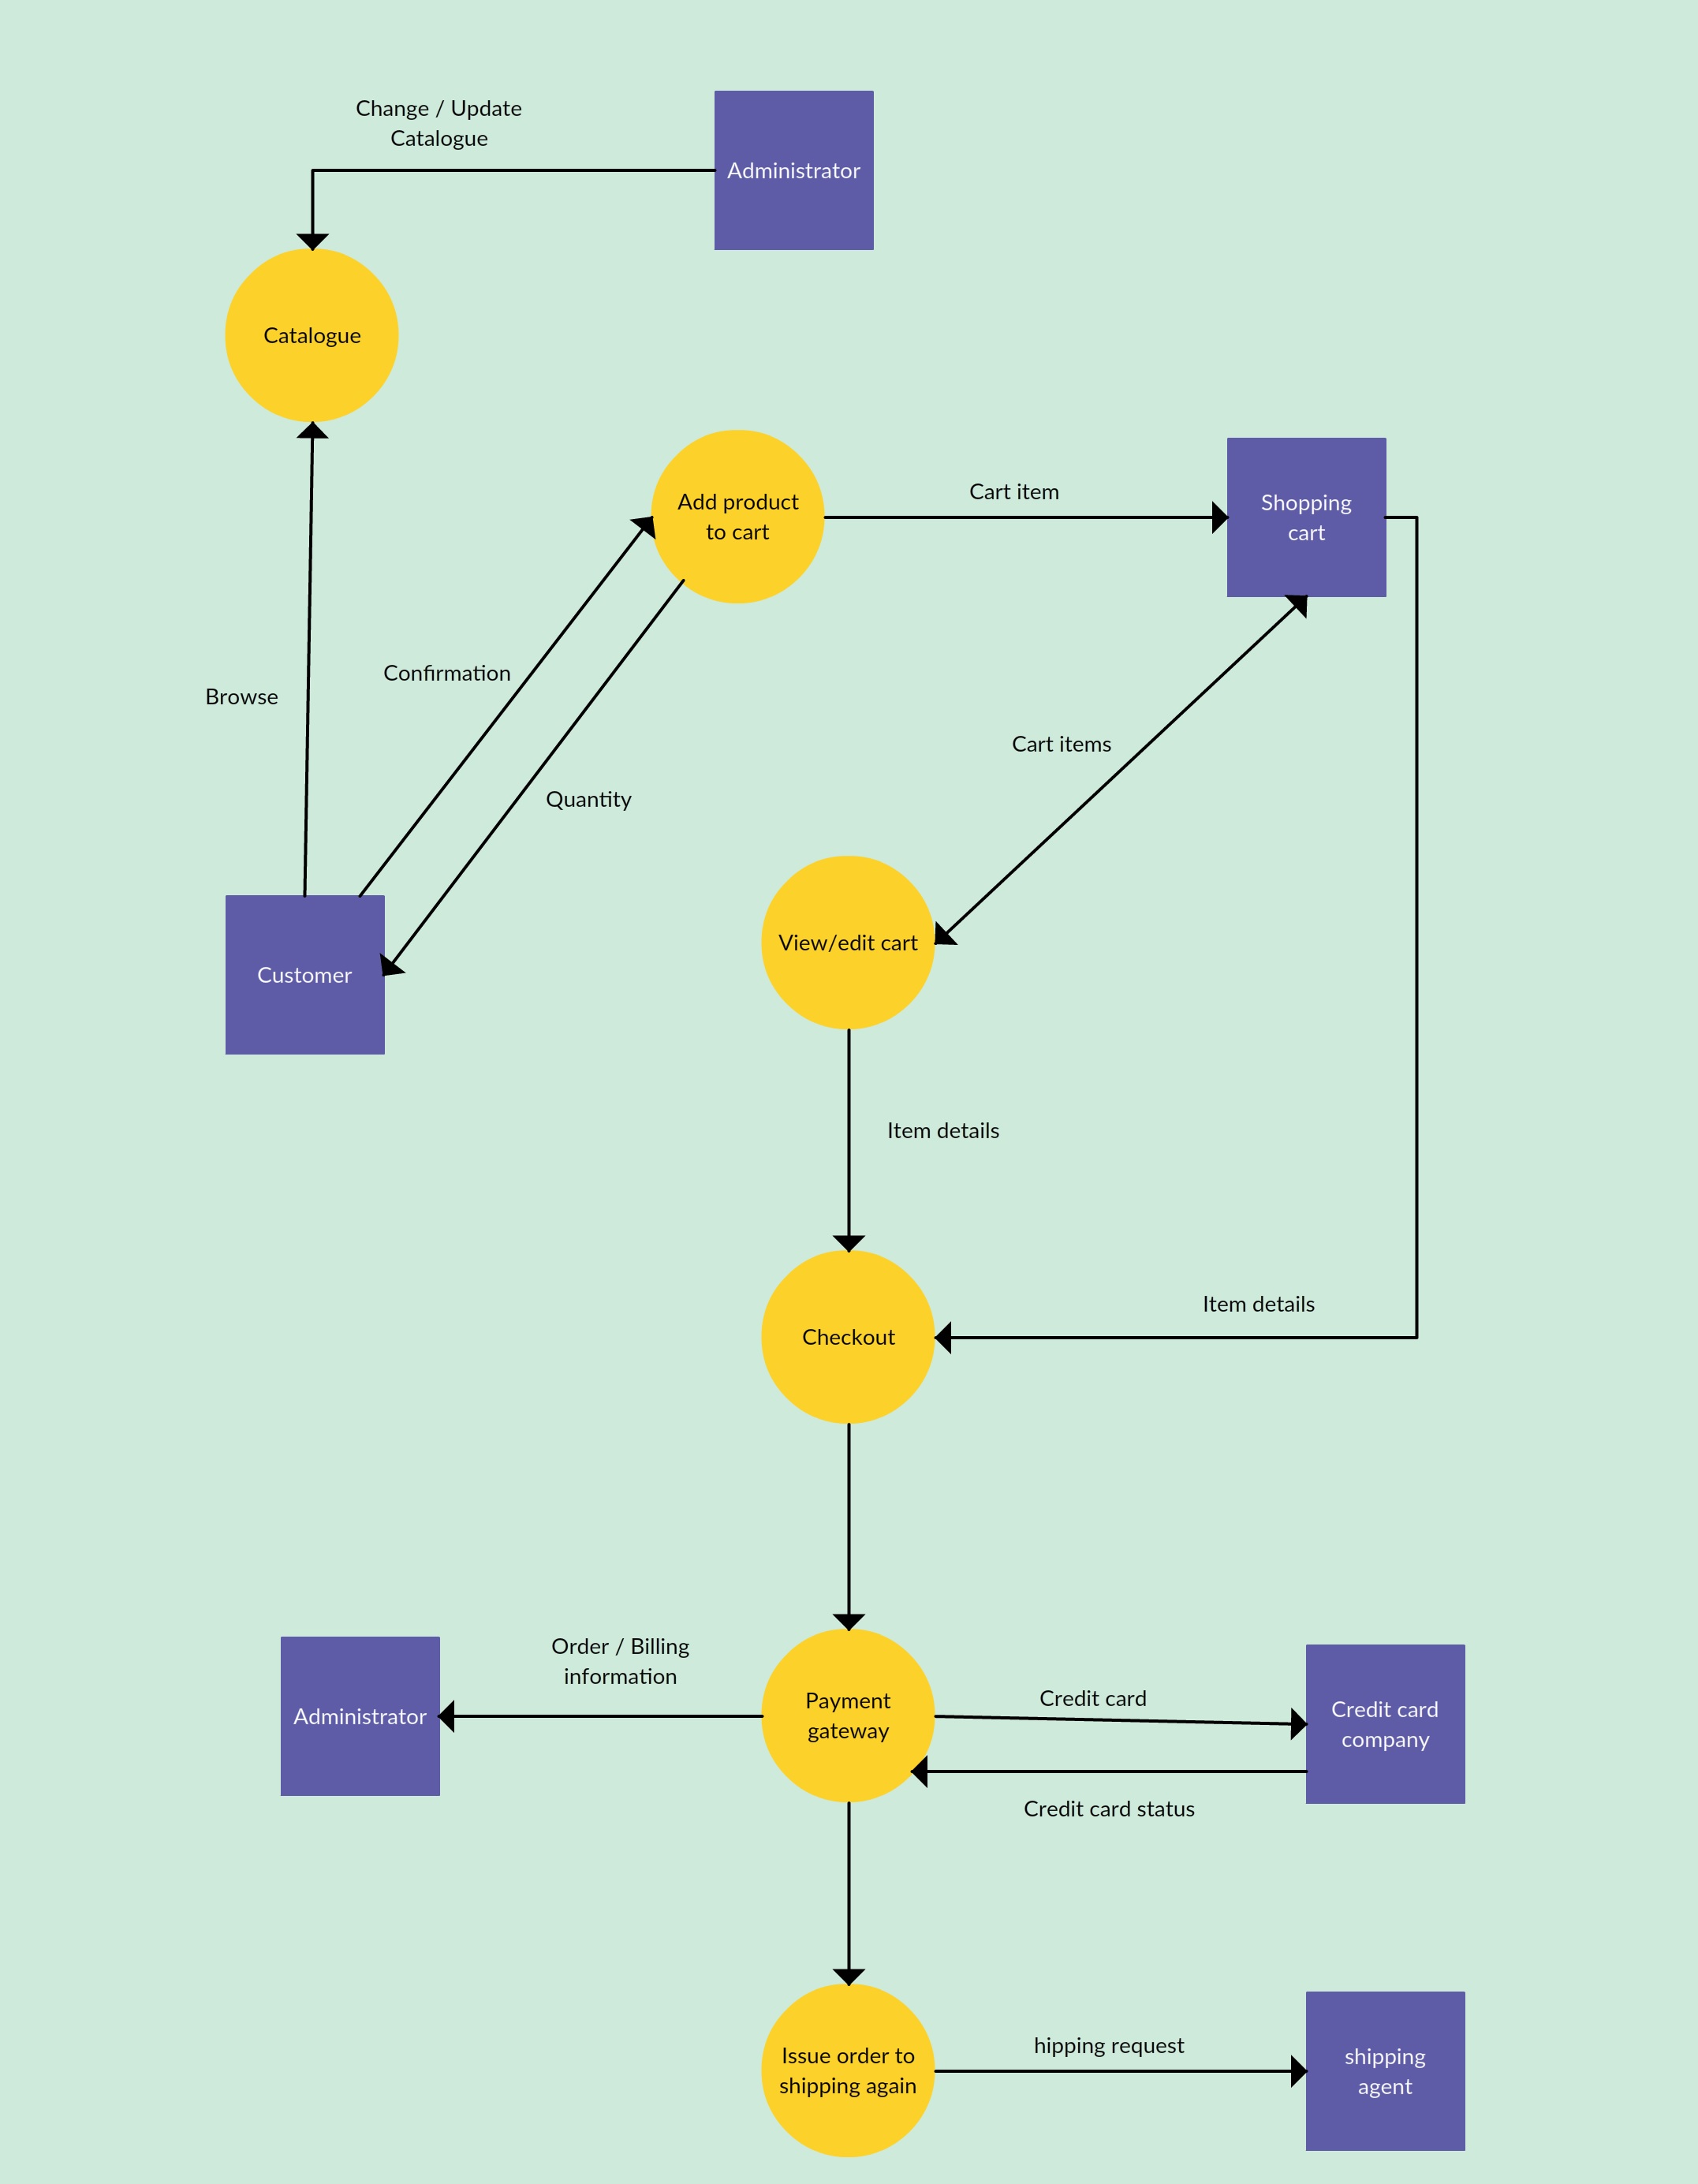 Change / Update
Catalogue
Administrator
Catalogue
Add product
to cart
Cart item
Shopping
cart
Confirmation
Browse
Cart items
Quantity
View/edit cart
Customer
Item details
Item details
Checkout
Order / Billing
information
Administrator
Payment
gateway
Credit card
Credit card
company
Credit card status
Issue order to
shipping again
hipping request
shipping
agent